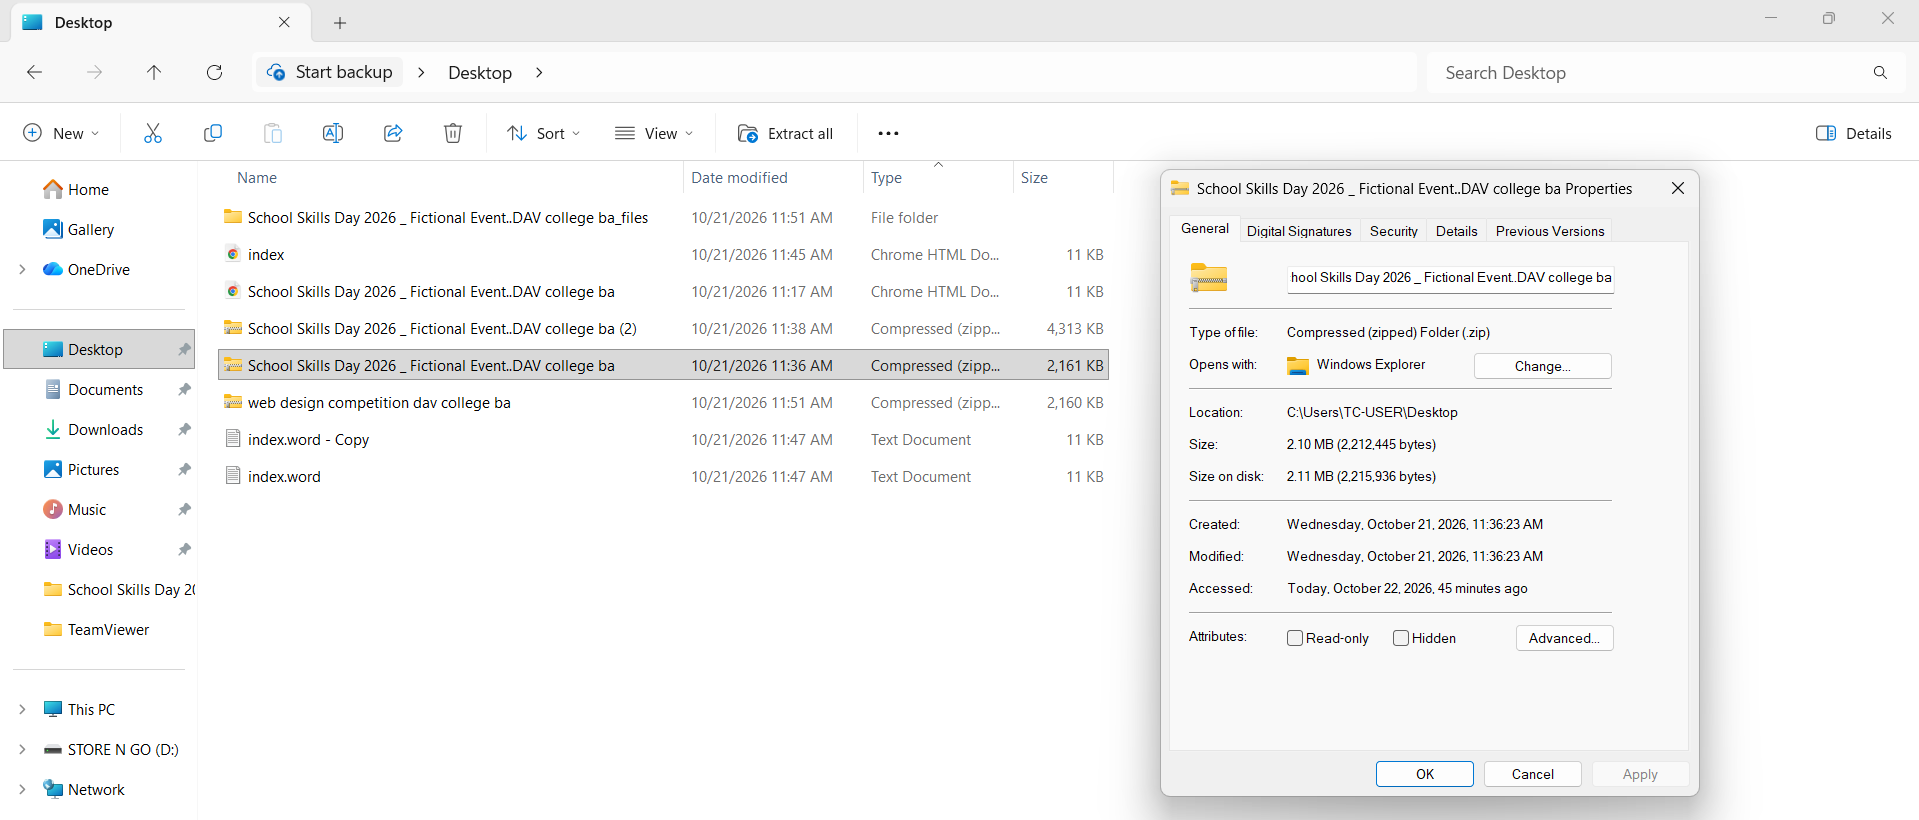 Desktop
Start backup > Desktop >
Search Desktop
New
Sort
View
Extract all
Details
Home
Gallery
OneDrive
Desktop
Documents
Downloads
Pictures
Music
Videos
School Skills Day 20
TeamViewer
This PC
STORE N GO (D:)
Network
Name Date modified Type Size
School Skills Day 2026 _ Fictional Event..DAV college ba_files 10/21/2026 11:51 AM File folder
index 10/21/2026 11:45 AM Chrome HTML Do... 11 KB
School Skills Day 2026 _ Fictional Event..DAV college ba 10/21/2026 11:17 AM Chrome HTML Do... 11 KB
School Skills Day 2026 _ Fictional Event..DAV college ba (2) 10/21/2026 11:38 AM Compressed (zipp... 4,313 KB
School Skills Day 2026 _ Fictional Event..DAV college ba 10/21/2026 11:36 AM Compressed (zipp... 2,161 KB
web design competition dav college ba 10/21/2026 11:51 AM Compressed (zipp... 2,160 KB
index.word - Copy 10/21/2026 11:47 AM Text Document 11 KB
index.word 10/21/2026 11:47 AM Text Document 11 KB
School Skills Day 2026 _ Fictional Event..DAV college ba Properties
General Digital Signatures Security Details Previous Versions
hool Skills Day 2026 _ Fictional Event..DAV college ba
Type of file: Compressed (zipped) Folder (.zip)
Opens with: Windows Explorer Change...
Location: C:\Users\TC-USER\Desktop
Size: 2.10 MB (2,212,445 bytes)
Size on disk: 2.11 MB (2,215,936 bytes)
Created: Wednesday, October 21, 2026, 11:36:23 AM
Modified: Wednesday, October 21, 2026, 11:36:23 AM
Accessed: Today, October 22, 2026, 45 minutes ago
Attributes: Read-only Hidden Advanced...
OK Cancel Apply